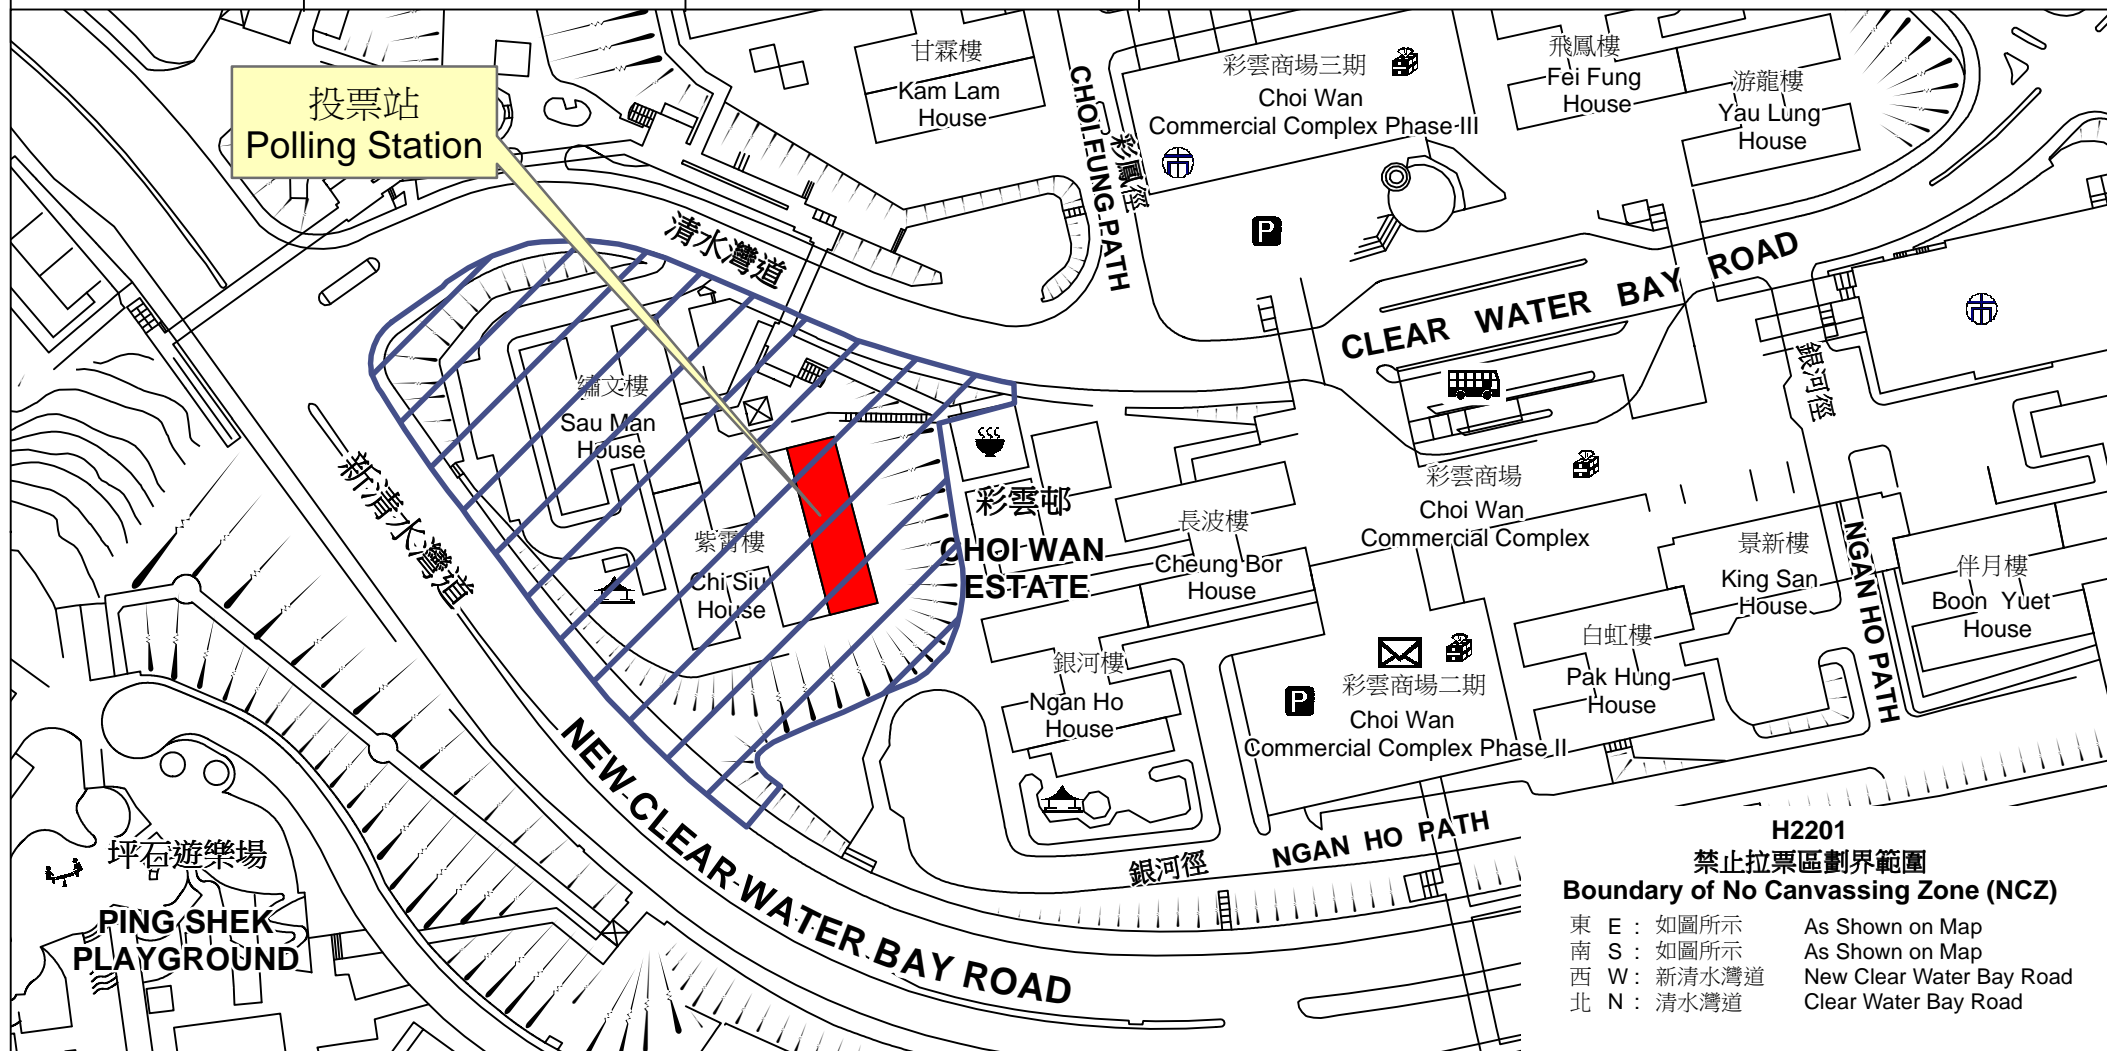 甘霖樓
Kam Lam
House
彩雲商場三期
Choi Wan
Commercial Complex Phase III
飛鳳樓
Fei Fung
House
游龍樓
Yau Lung
House
投票站
Polling Station
CHOI FUNG PATH
彩鳳徑
清水灣道
P
CLEAR WATER BAY ROAD
銀河徑
繡文樓
Sau Man
House
新清水灣道
紫霄樓
Chi Siu
House
彩雲邨
CHOI WAN
ESTATE
長波樓
Cheung Bor
House
彩雲商場
Choi Wan
Commercial Complex
景新樓
King San
House
NGAN HO PATH
伴月樓
Boon Yuet
House
銀河樓
Ngan Ho
House
P
彩雲商場二期
Choi Wan
Commercial Complex Phase II
白虹樓
Pak Hung
House
NEW CLEAR WATER BAY ROAD
銀河徑
NGAN HO PATH
坪石遊樂場
PING SHEK
PLAYGROUND
H2201
禁止拉票區劃界範圍
Boundary of No Canvassing Zone (NCZ)
東 E : 如圖所示 As Shown on Map
南 S : 如圖所示 As Shown on Map
西 W : 新清水灣道 New Clear Water Bay Road
北 N : 清水灣道 Clear Water Bay Road